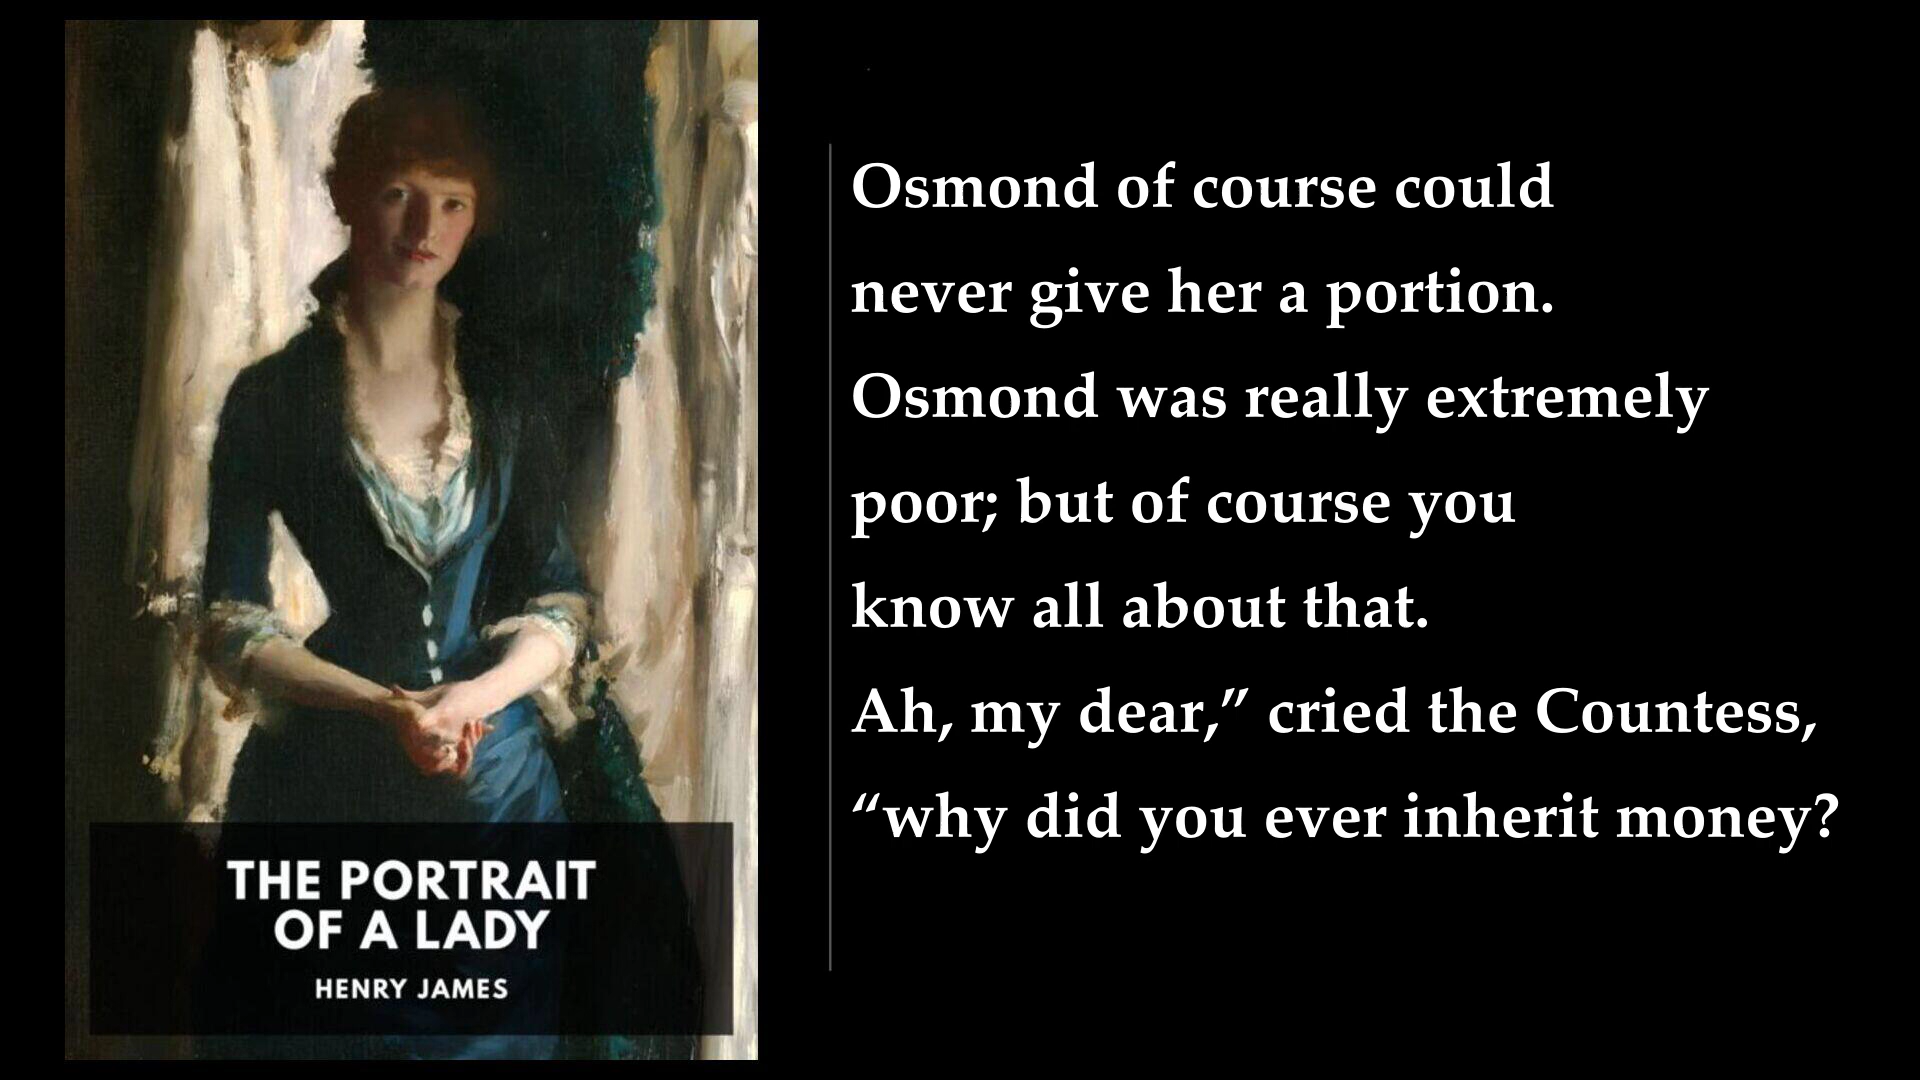 THE PORTRAIT
OF A LADY
HENRY JAMES
Osmond of course could
never give her a portion.
Osmond was really extremely
poor; but of course you
know all about that.
Ah, my dear,” cried the Countess,
“why did you ever inherit money?